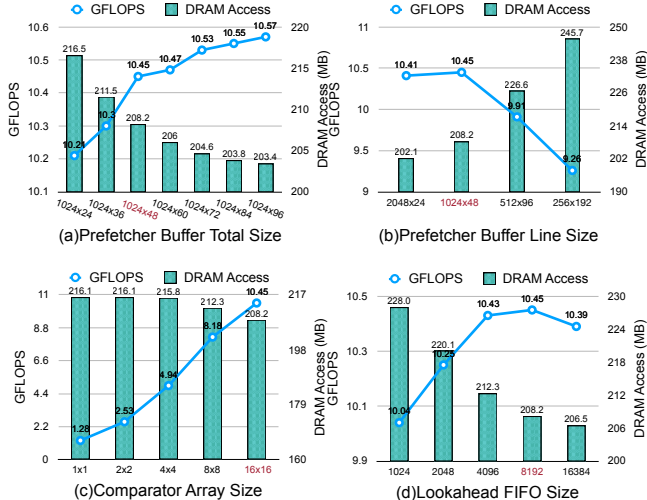 GFLOPS DRAM Access
10.6 220
216.5 10.45 10.47 10.53 10.55 10.57
10.5 216
211.5
10.4 212
208.2
10.3 10.3 208
206 204.6 203.8 203.4
10.21
10.2 204
10.1 200
GFLOPS
DRAM Access (MB)
1024x24 1024x36 1024x48 1024x60 1024x72 1024x84 1024x96
(a)Prefetcher Buffer Total Size
GFLOPS DRAM Access
11 250
245.7
10.41 10.45
10.5 238
226.6
10 226
9.91
208.2
9.5 214
202.1
9.26
202
9 190
GFLOPS
DRAM Access (MB)
2048x24 1024x48 512x96 256x192
(b)Prefetcher Buffer Line Size
GFLOPS DRAM Access
216.1 216.1 215.8 212.3 10.45
11 217
208.2
8.8 8.18
6.6 198
4.94
4.4
179
2.53
2.2
1.28
0 160
GFLOPS
DRAM Access (MB)
1x1 2x2 4x4 8x8 16x16
(c)Comparator Array Size
GFLOPS DRAM Access
10.5 230
228.0 10.43 10.45 10.39
224
220.1
10.3 10.25 218
212.3
212
10.1 208.2
206.5
10.04 206
9.9 200
GFLOPS
DRAM Access (MB)
1024 2048 4096 8192 16384
(d)Lookahead FIFO Size